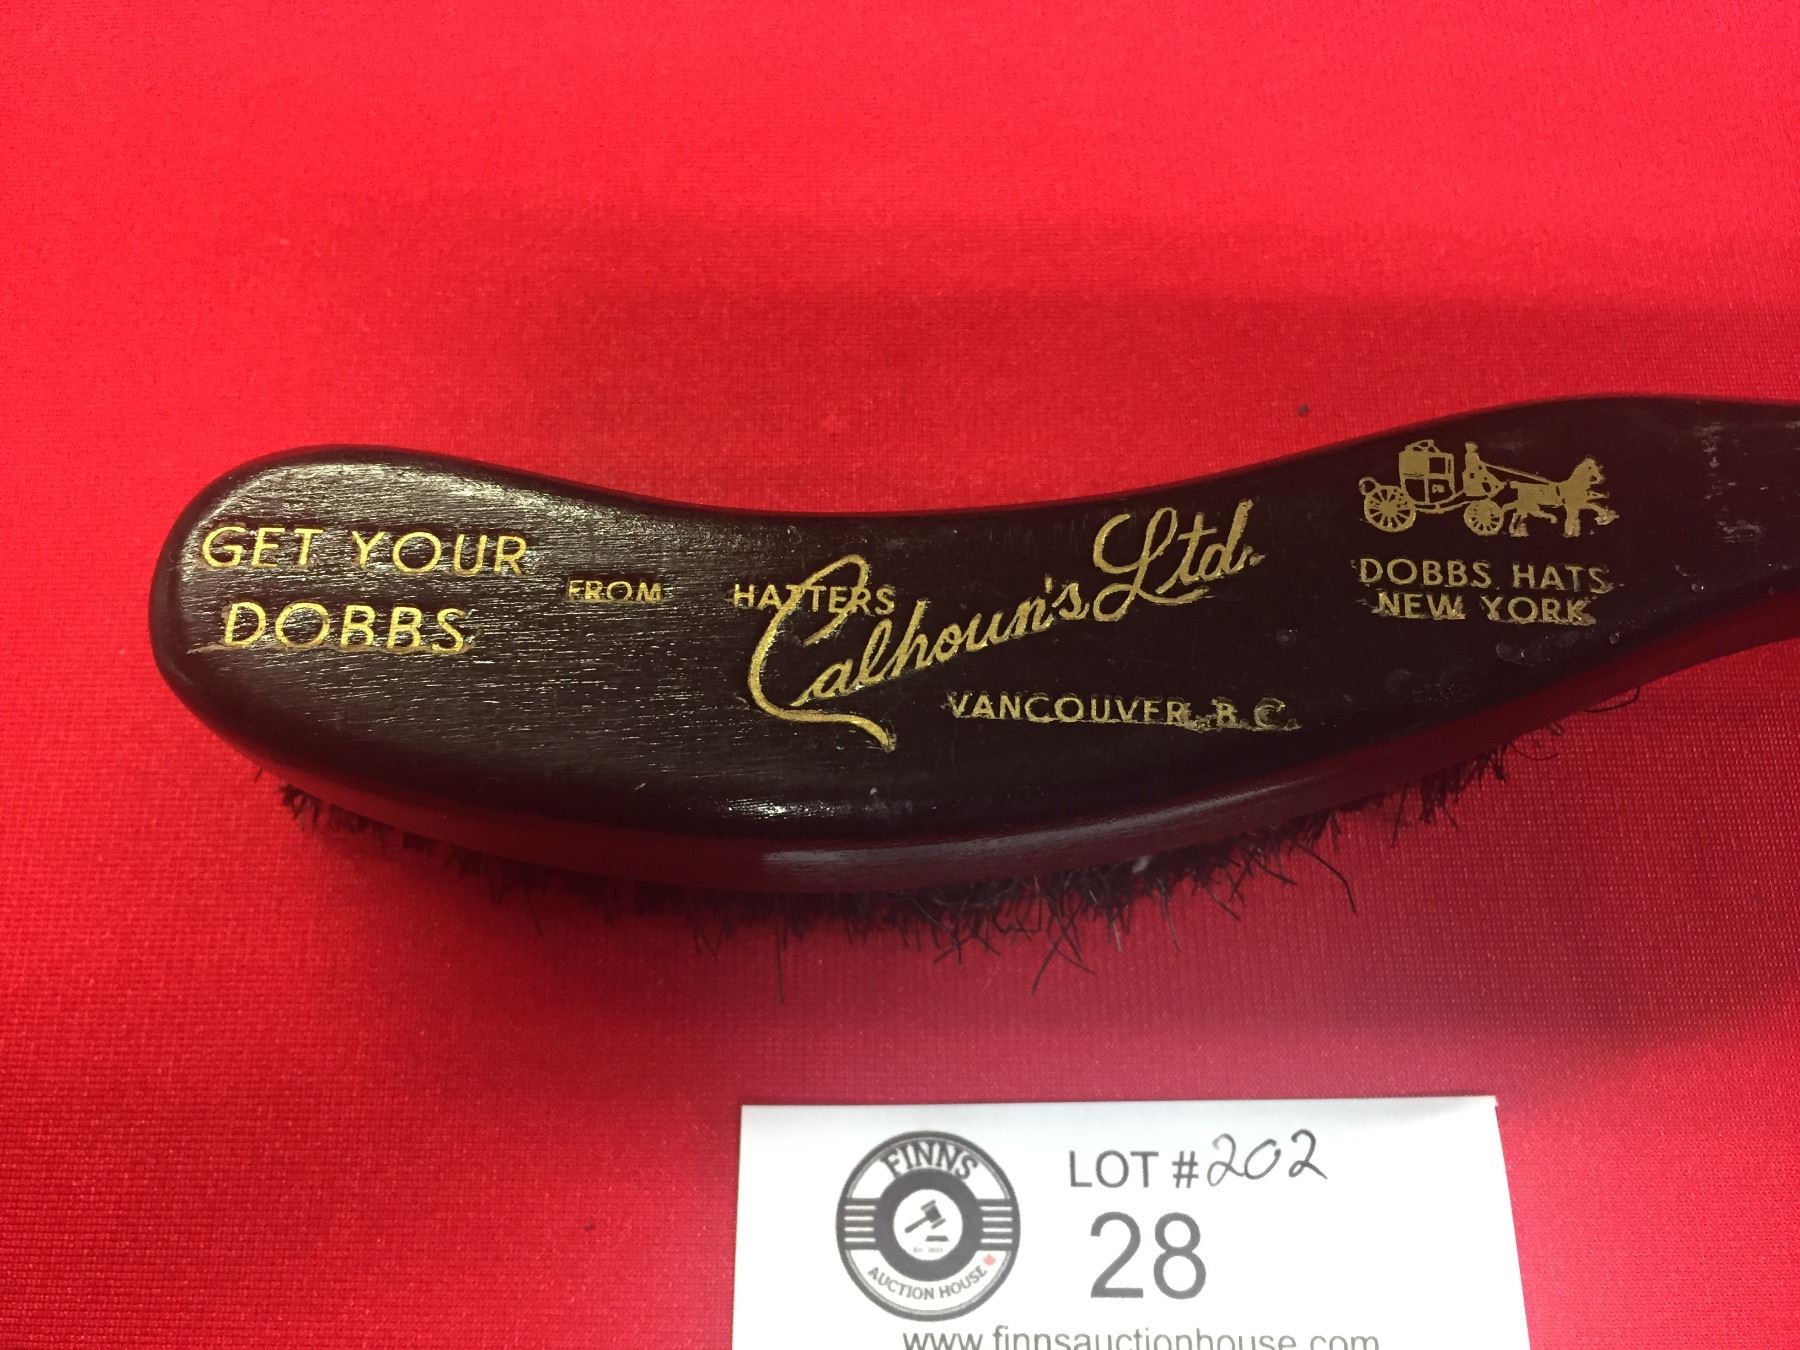 GET YOUR
DOBBS
FROM
HATTERS
Calhoun's Ltd.
VANCOUVER, B.C.
DOBBS HATS
NEW YORK
FINNS
AUCTION HOUSE
LOT #202
28
www.finnsauctionhouse.com